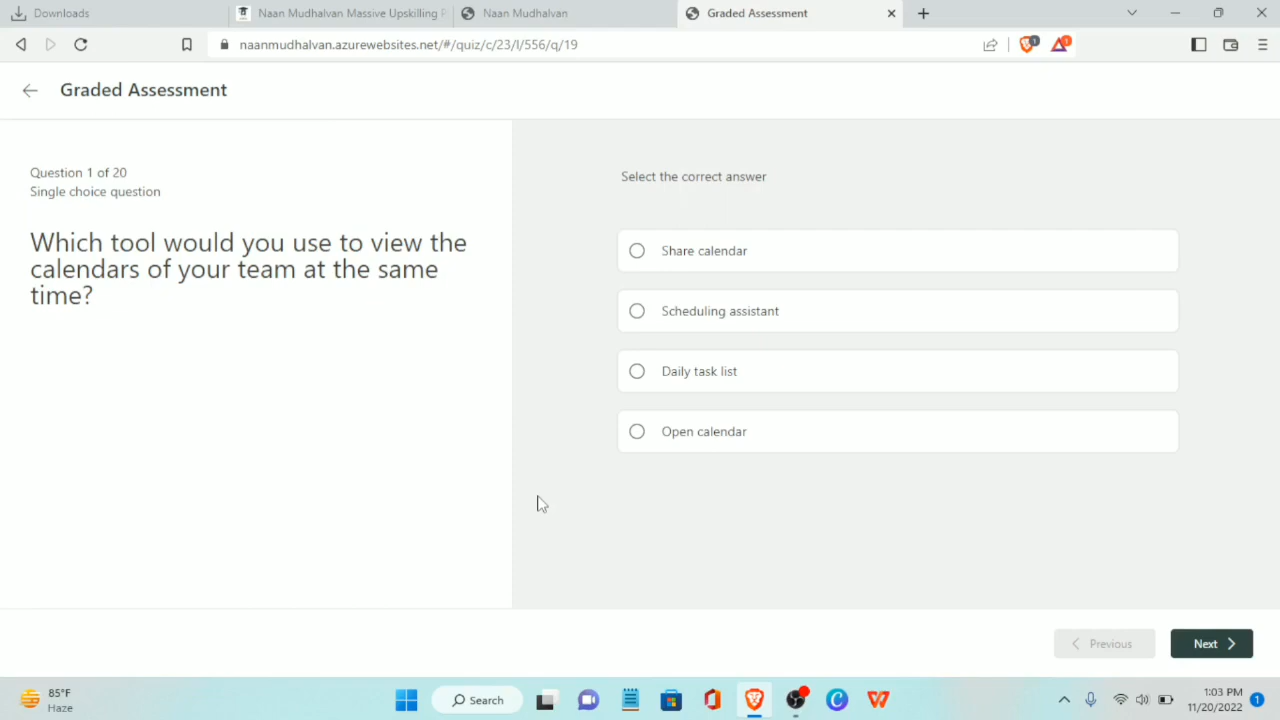 Downloads
Naan Mudhalvan Massive Upskilling P
Naan Mudhalvan
Graded Assessment
naanmudhalvan.azurewebsites.net/#/quiz/c/23/l/556/q/19
1
1
Graded Assessment
Question 1 of 20
Single choice question
Which tool would you use to view the
calendars of your team at the same
time?
Select the correct answer
Share calendar
Scheduling assistant
Daily task list
Open calendar
Previous
Next
85°F
Haze
Search
1:03 PM
11/20/2022
1